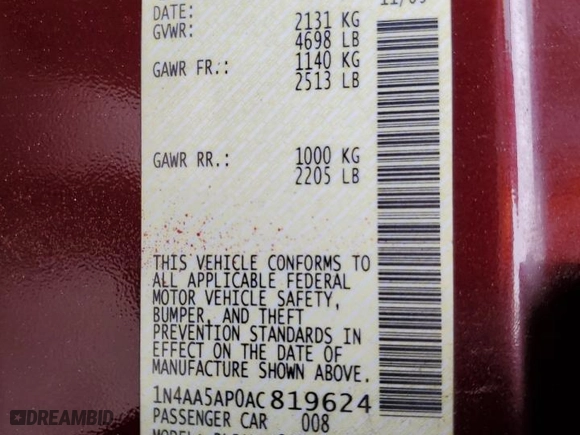 DATE: 11/09
GVWR: 2131 KG
4698 LB
GAWR FR.: 1140 KG
2513 LB
GAWR RR.: 1000 KG
2205 LB
THIS VEHICLE CONFORMS TO
ALL APPLICABLE FEDERAL
MOTOR VEHICLE SAFETY,
BUMPER, AND THEFT
PREVENTION STANDARDS IN
EFFECT ON THE DATE OF
MANUFACTURE SHOWN ABOVE.
1N4AA5AP0AC819624
PASSENGER CAR 008
DREAMBID